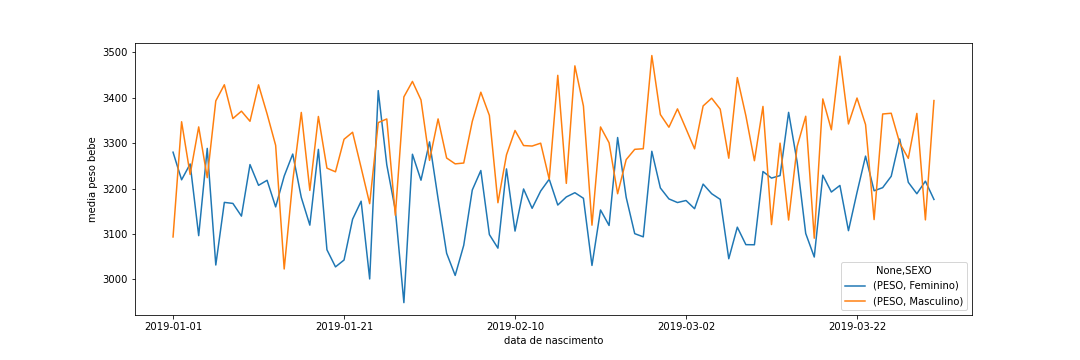 3500
3400
3300
3200
3100
3000
media peso bebe
2019-01-01
2019-01-21
2019-02-10
2019-03-02
2019-03-22
data de nascimento
None,SEXO
(PESO, Feminino)
(PESO, Masculino)